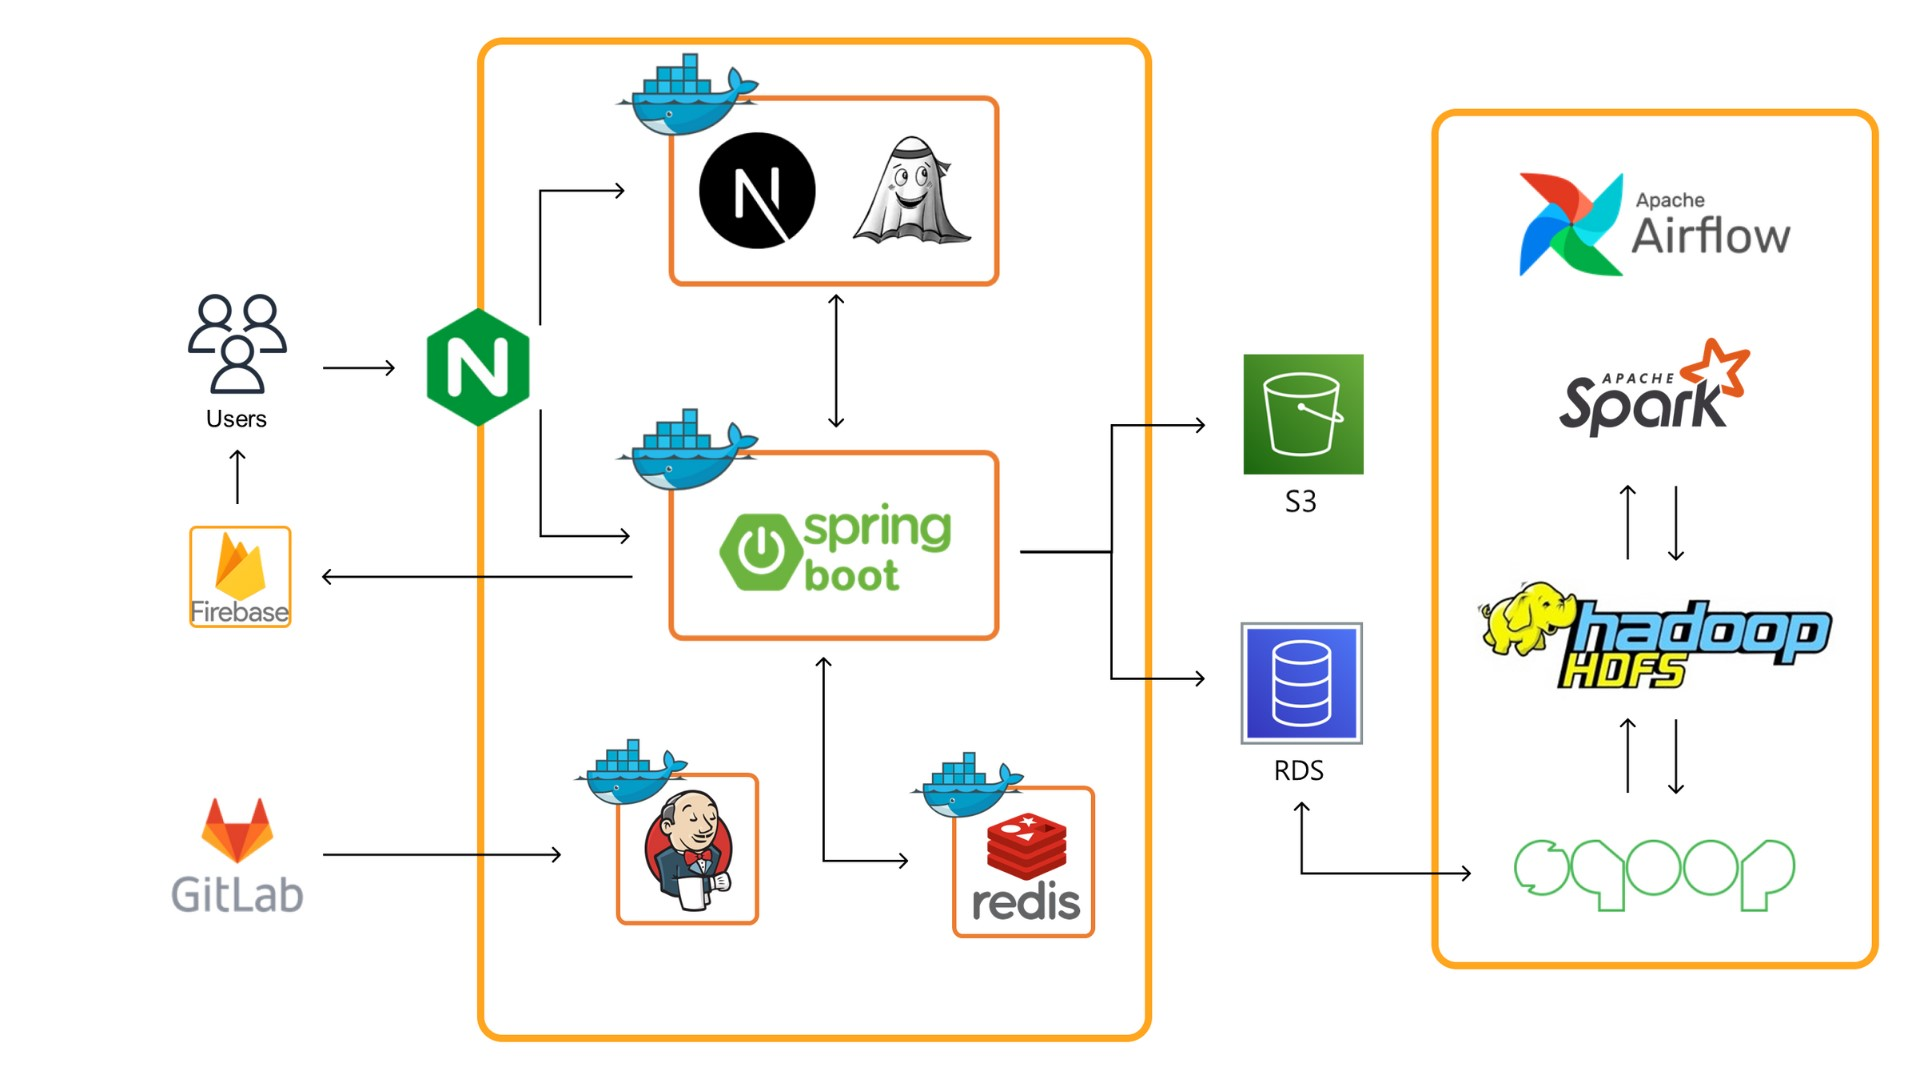 N
Users
N
Firebase
GitLab
spring
boot
redis
S3
RDS
Apache
Airflow
APACHE
Spark
hadoop
HDFS
sqoop